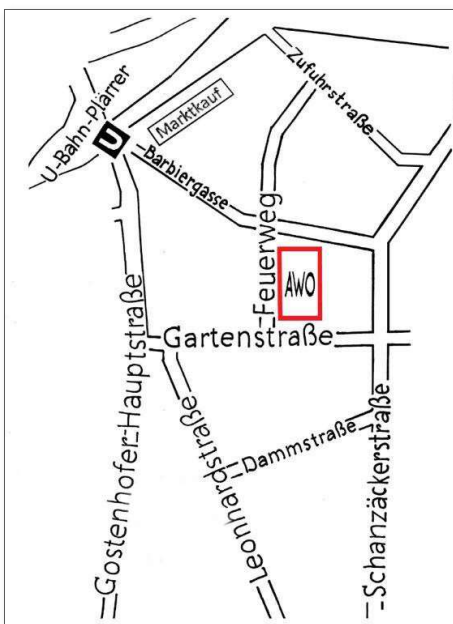 Zufuhrstraße
U-Bahn-Plärrer
Marktkauf
U
Barbiergasse
Feuerweg
AWO
Gartenstraße
Gostenhofer-Hauptstraße
Leonhardstraße
Dammstraße
Schanzäckerstraße